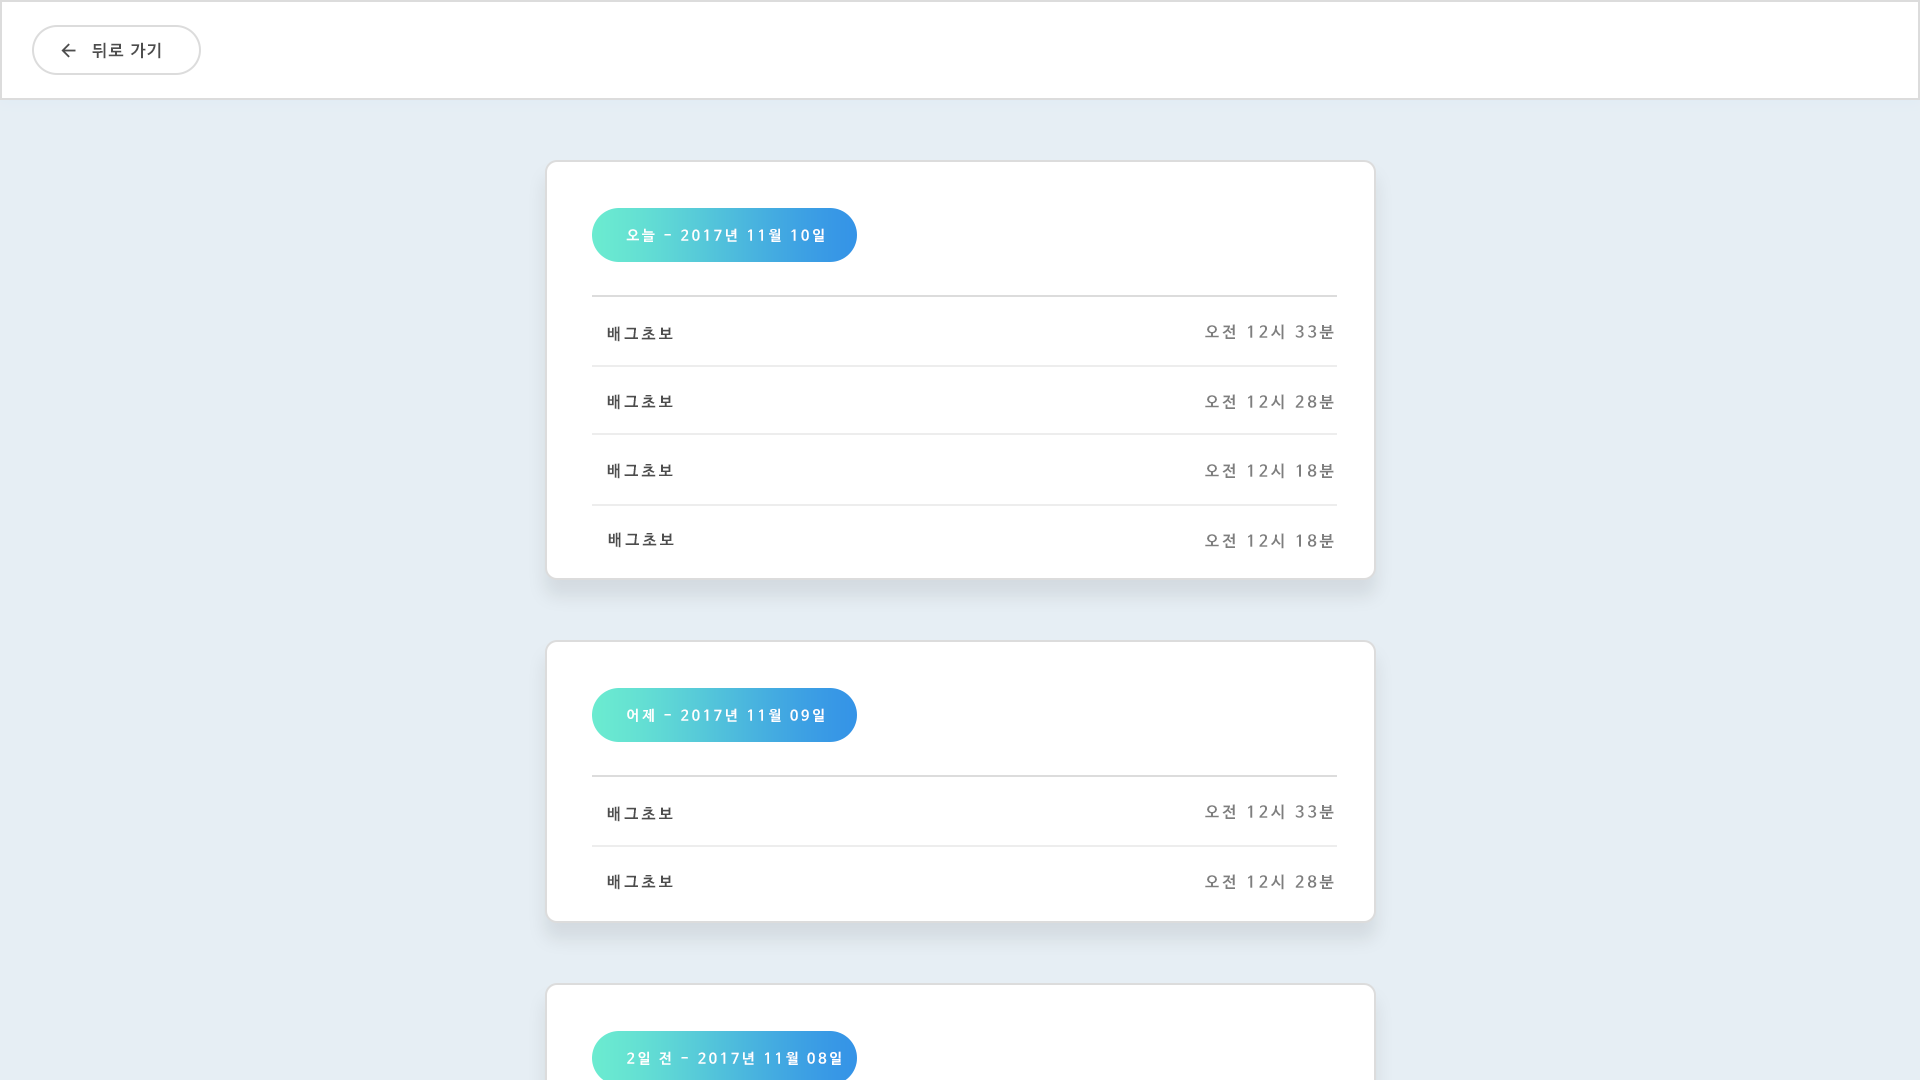 뒤로 가기
오늘 - 2017년 11월 10일
배그초보 오전 12시 33분
배그초보 오전 12시 28분
배그초보 오전 12시 18분
배그초보 오전 12시 18분
어제 - 2017년 11월 09일
배그초보 오전 12시 33분
배그초보 오전 12시 28분
2일 전 - 2017년 11월 08일